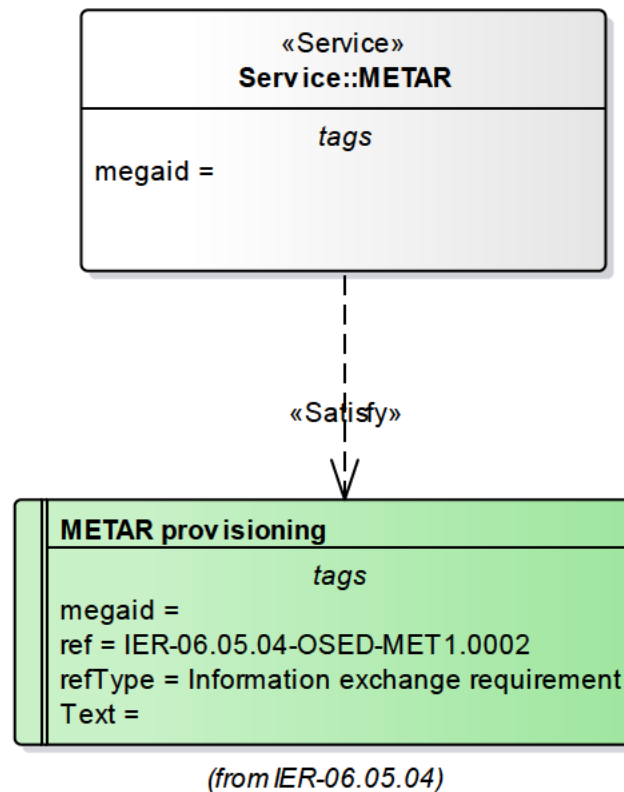 «Service»
Service::METAR
tags
megaid =
«Satisfy»
METAR provisioning
tags
megaid =
ref = IER-06.05.04-OSED-MET1.0002
refType = Information exchange requirement
Text =
(from IER-06.05.04)